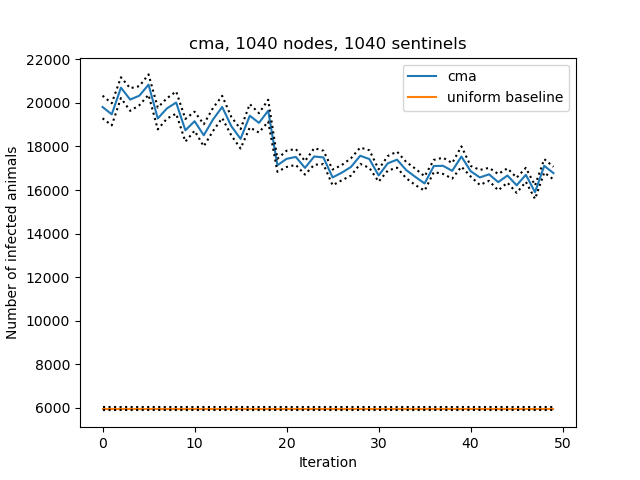 cma, 1040 nodes, 1040 sentinels
cma
uniform baseline
Number of infected animals
22000
20000
18000
16000
14000
12000
10000
8000
6000
0 10 20 30 40 50
Iteration